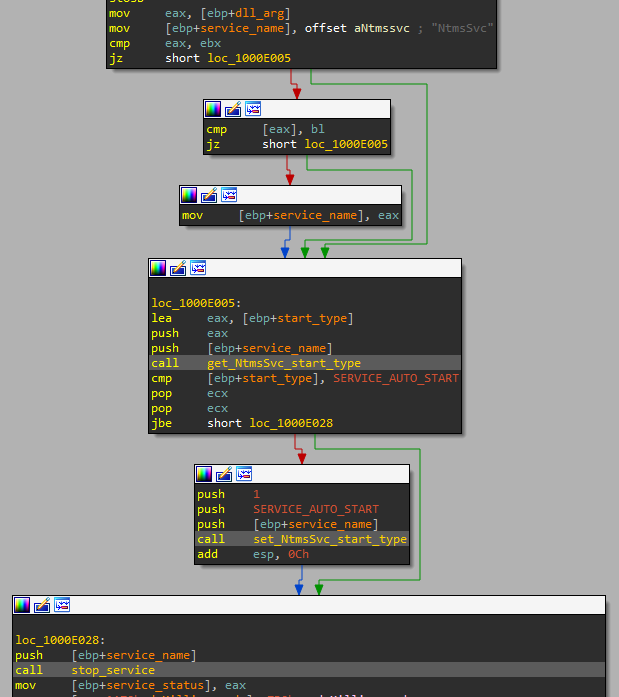 mov eax, [ebp+dll_arg]
mov [ebp+service_name], offset aNtmssvc ; "NtmsSvc"
cmp eax, ebx
jz short loc_1000E005
cmp [eax], bl
jz short loc_1000E005
mov [ebp+service_name], eax
loc_1000E005:
lea eax, [ebp+start_type]
push eax
push [ebp+service_name]
call get_NtmsSvc_start_type
cmp [ebp+start_type], SERVICE_AUTO_START
pop ecx
pop ecx
jbe short loc_1000E028
push 1
push SERVICE_AUTO_START
push [ebp+service_name]
call set_NtmsSvc_start_type
add esp, 0Ch
loc_1000E028:
push [ebp+service_name]
call stop_service
mov [ebp+service_status], eax